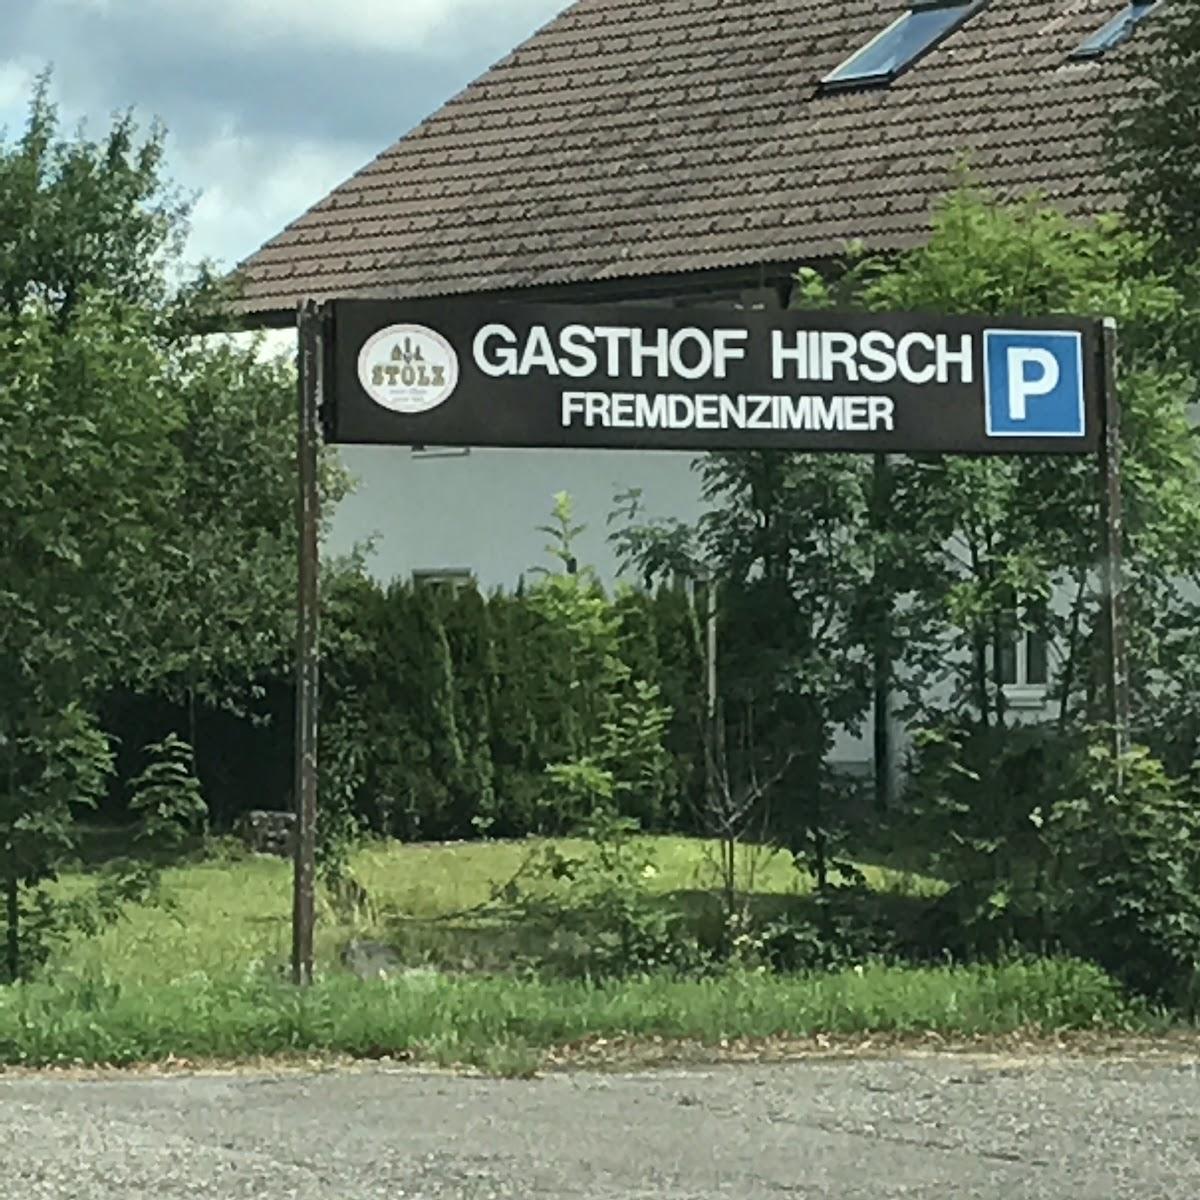 STOLZ
GASTHOF HIRSCH
FREMDENZIMMER
P